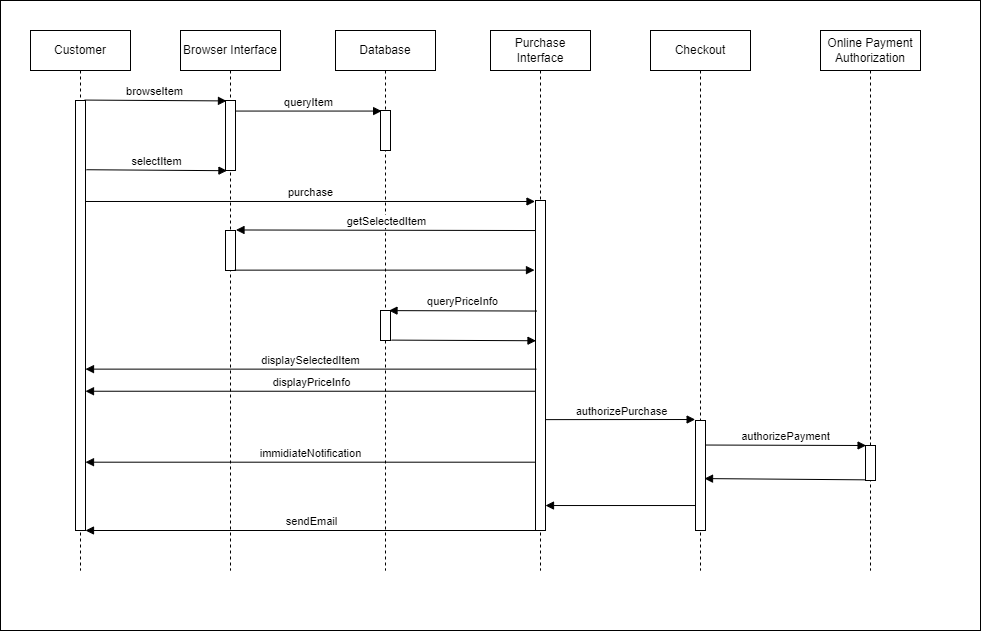 Customer
Browser Interface
Database
Purchase
Interface
Checkout
Online Payment
Authorization
browseItem
queryItem
selectItem
purchase
getSelectedItem
queryPriceInfo
displaySelectedItem
displayPriceInfo
authorizePurchase
authorizePayment
immidiateNotification
sendEmail